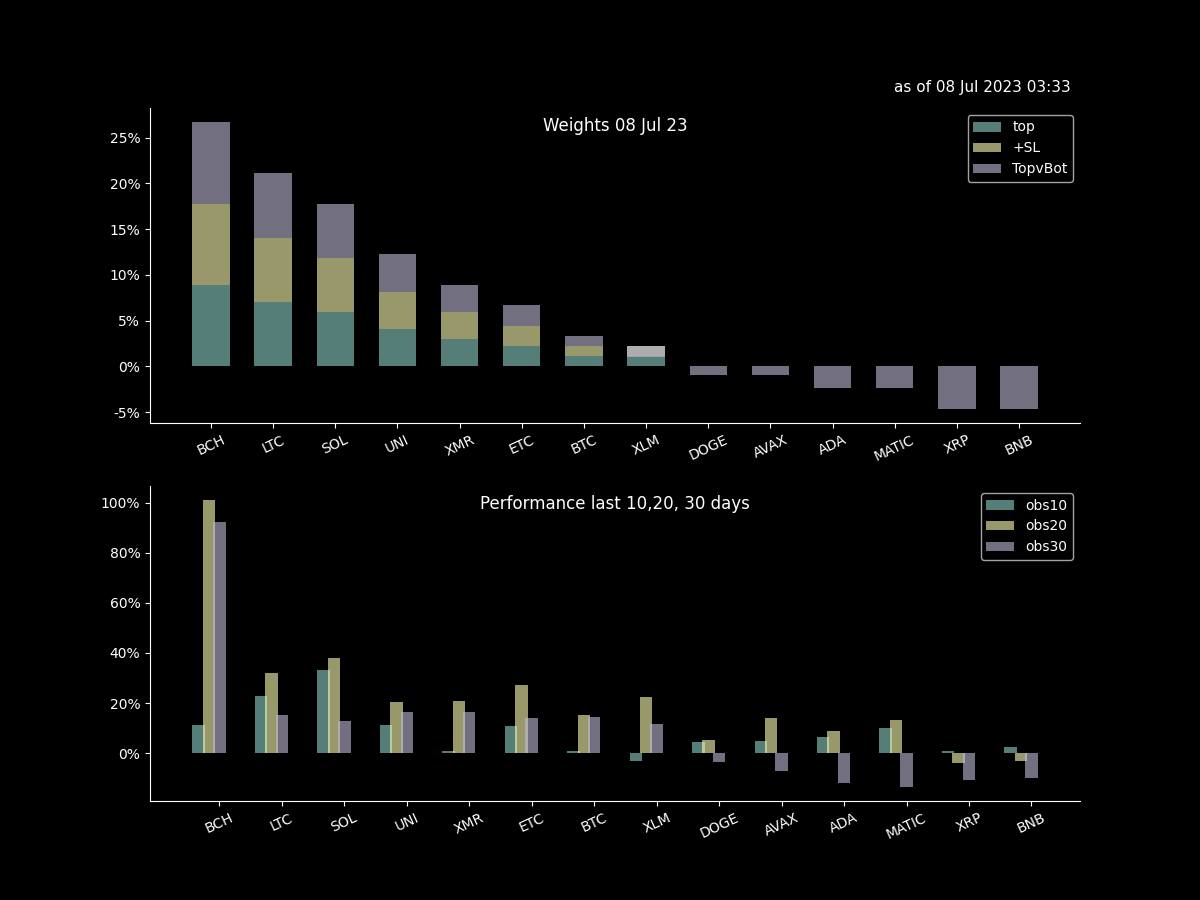 as of 08 Jul 2023 03:33
Weights 08 Jul 23
top
+SL
TopvBot
25%
20%
15%
10%
5%
0%
-5%
BCH LTC SOL UNI XMR ETC BTC XLM DOGE AVAX ADA MATIC XRP BNB
Performance last 10,20, 30 days
obs10
obs20
obs30
100%
80%
60%
40%
20%
0%
BCH LTC SOL UNI XMR ETC BTC XLM DOGE AVAX ADA MATIC XRP BNB